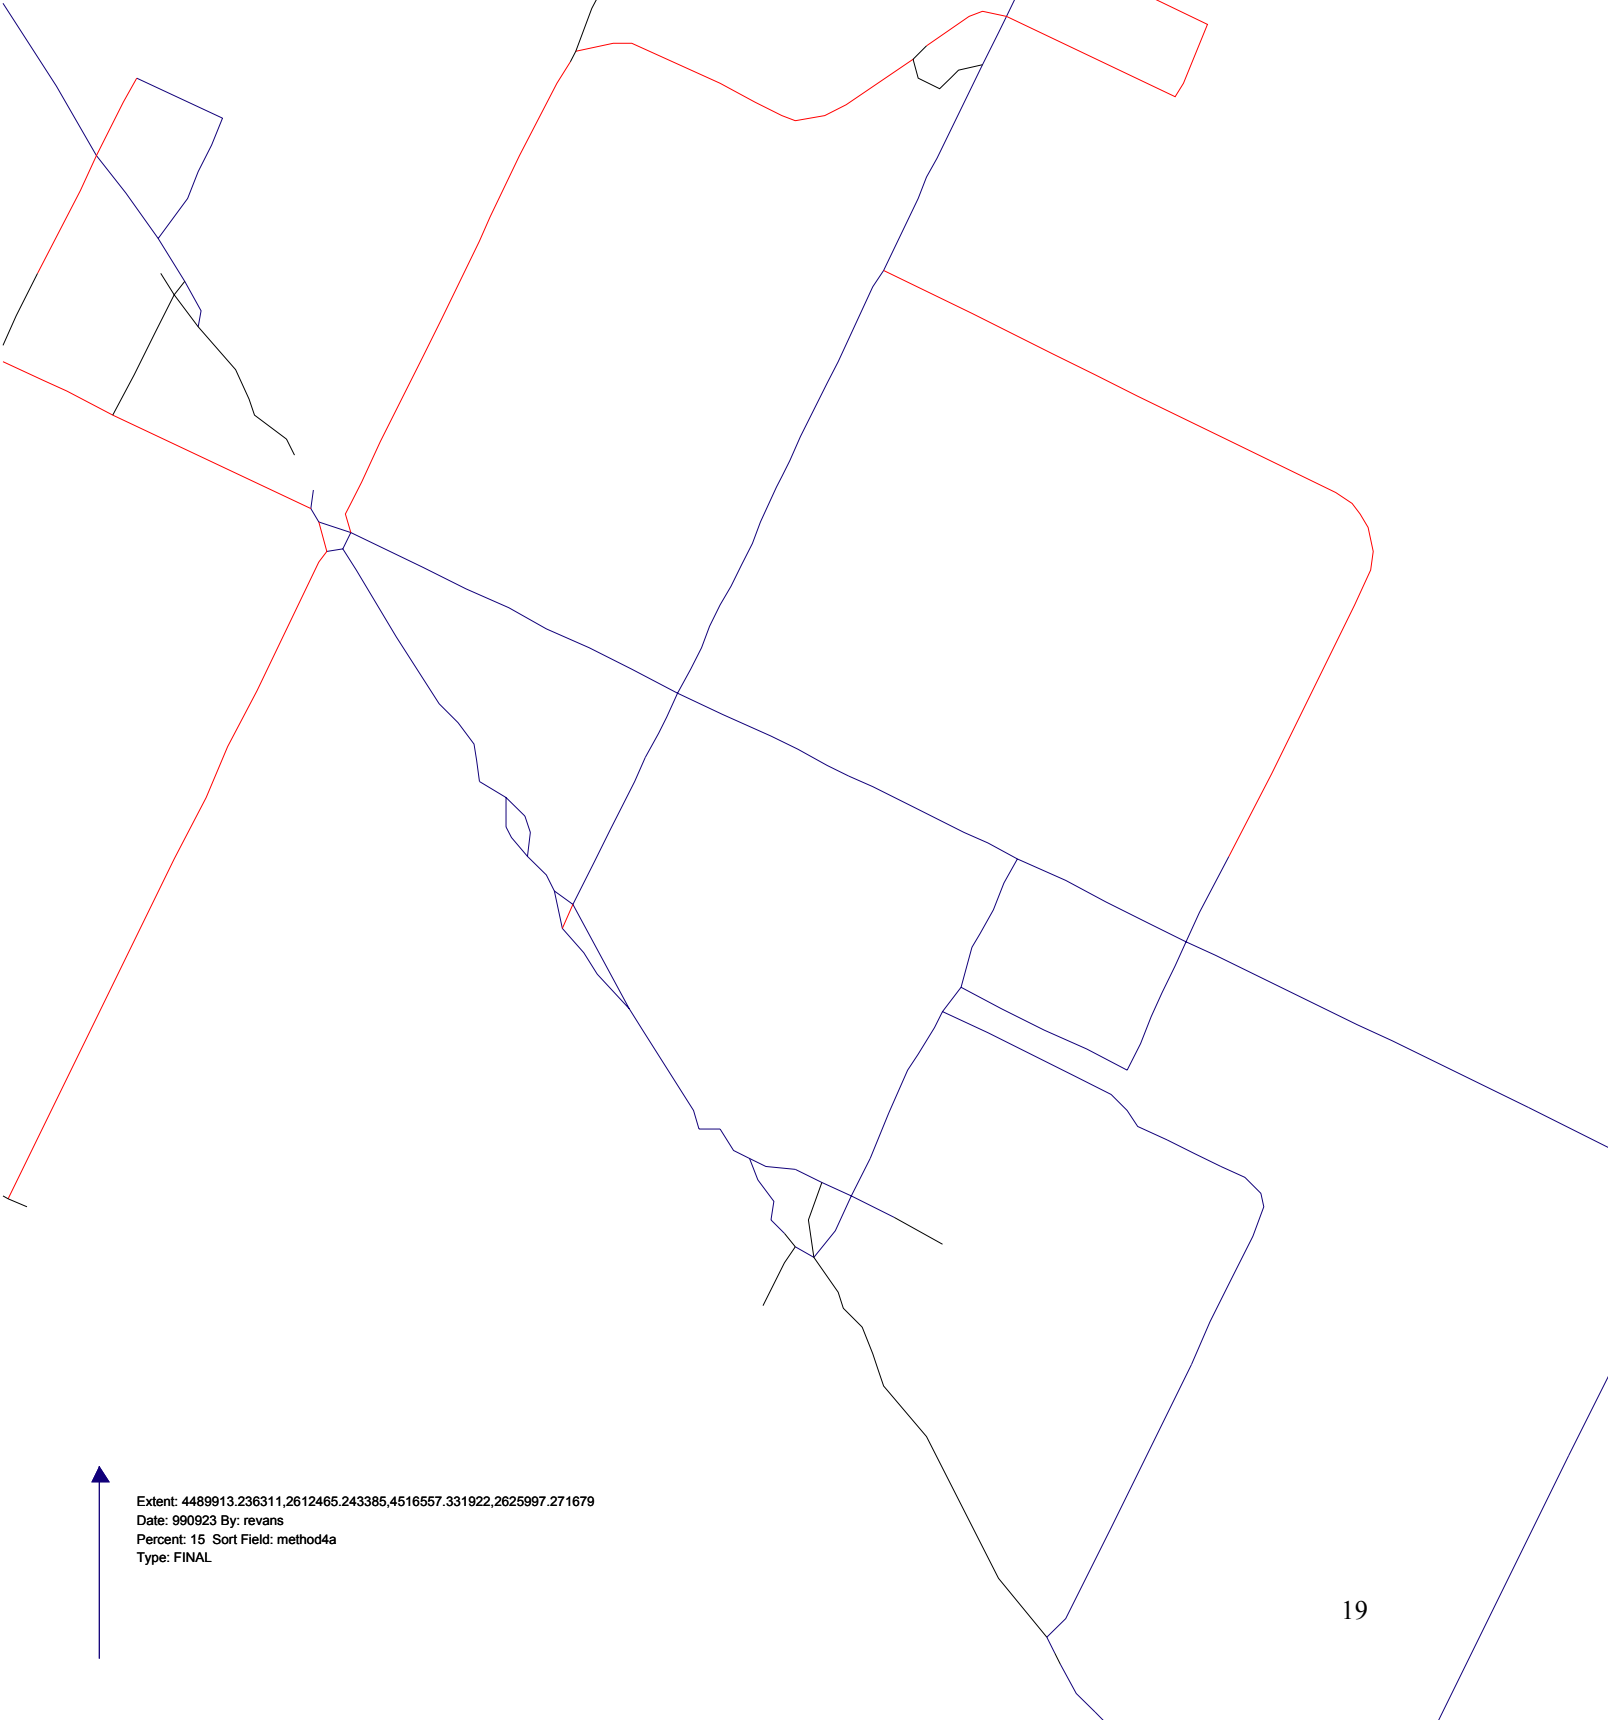 Extent: 4489913.236311,2612465.243385,4516557.331922,2625997.271679
Date: 990923 By: revans
Percent: 15 Sort Field: method4a
Type: FINAL
19